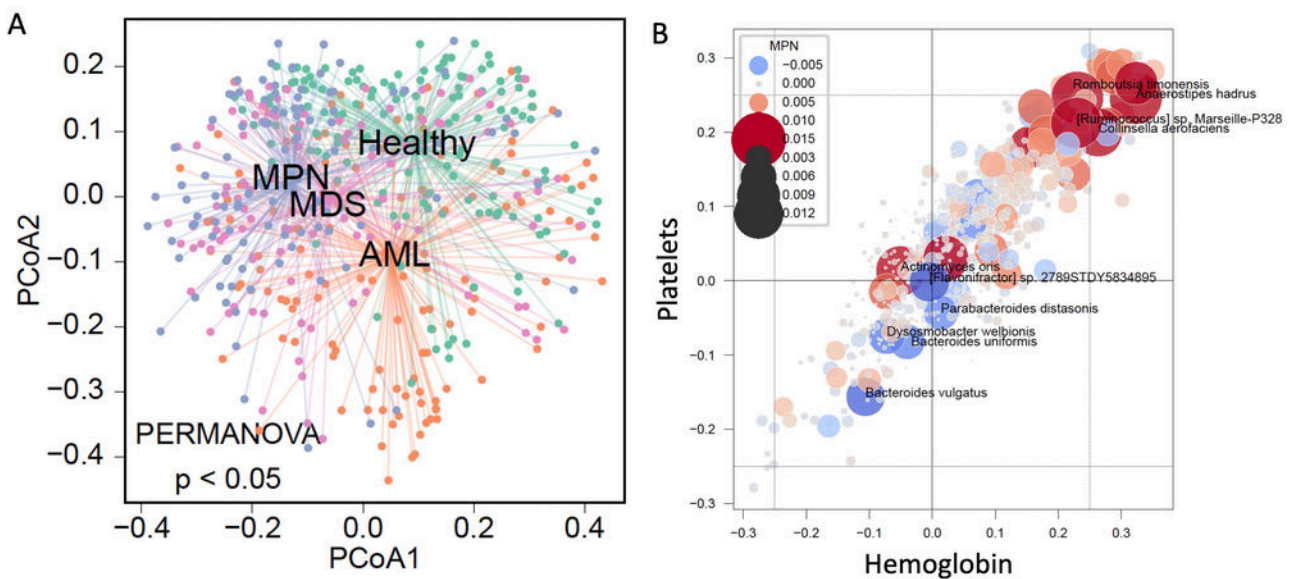 A
PCoA2
0.2
0.1
0.0
−0.1
−0.2
−0.3
−0.4
Healthy
MPN
MDS
AML
PERMANOVA
p < 0.05
−0.4
−0.2
0.0
0.2
0.4
PCoA1
B
Platelets
0.3
0.2
0.1
0.0
−0.1
−0.2
−0.3
MPN
−0.005
0.000
0.005
0.010
0.015
0.003
0.006
0.009
0.012
Romboutsia timonensis
Anaerostipes hadrus
[Ruminococcus] sp. Marseille-P328
Collinsella aerofaciens
Actinomyces oris
[Flavonifractor] sp. 2789STDY5834895
Parabacteroides distasonis
Dysosmobacter welbionis
Bacteroides uniformis
Bacteroides vulgatus
−0.3
−0.2
−0.1
0.0
0.1
0.2
0.3
Hemoglobin